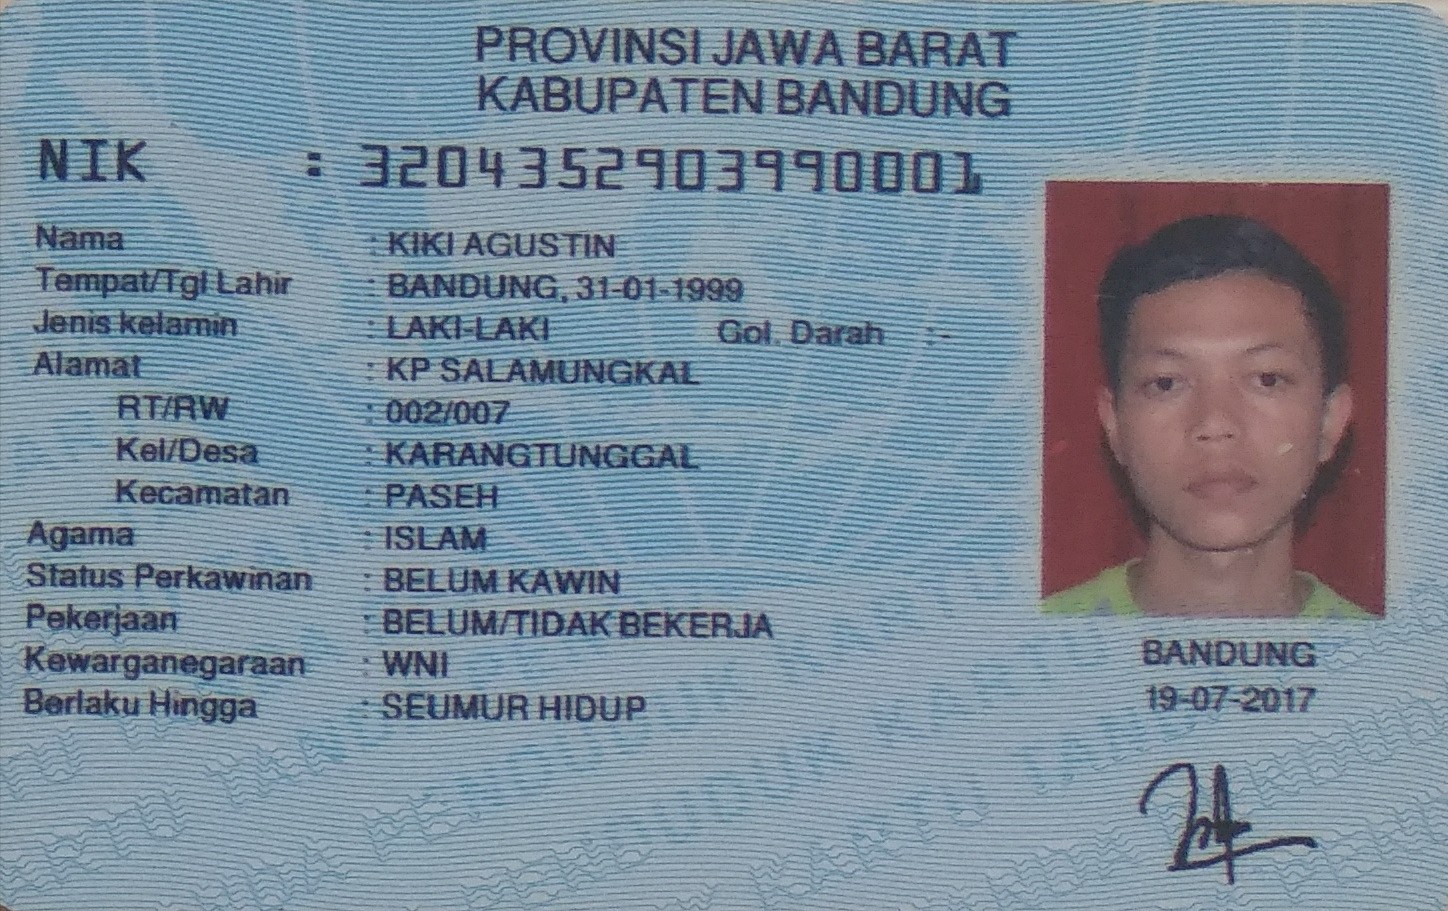 PROVINSI JAWA BARAT
KABUPATEN BANDUNG
NIK : 3204352903990001
Nama : KIKI AGUSTIN
Tempat/Tgl Lahir : BANDUNG, 31-01-1999
Jenis kelamin : LAKI-LAKI Gol. Darah : -
Alamat : KP SALAMUNGKAL
RT/RW : 002/007
Kel/Desa : KARANGTUNGGAL
Kecamatan : PASEH
Agama : ISLAM
Status Perkawinan : BELUM KAWIN
Pekerjaan : BELUM/TIDAK BEKERJA
Kewarganegaraan : WNI
Berlaku Hingga : SEUMUR HIDUP
BANDUNG
19-07-2017